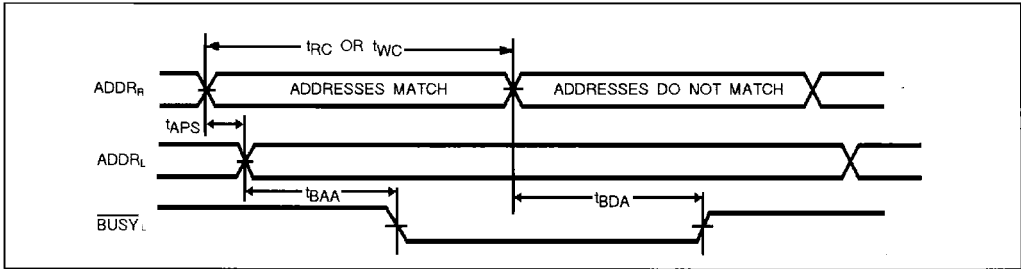 tRC OR tWC
ADDRR ADDRESSES MATCH ADDRESSES DO NOT MATCH
tAPS
ADDRL
tBAA tBDA
BUSYL